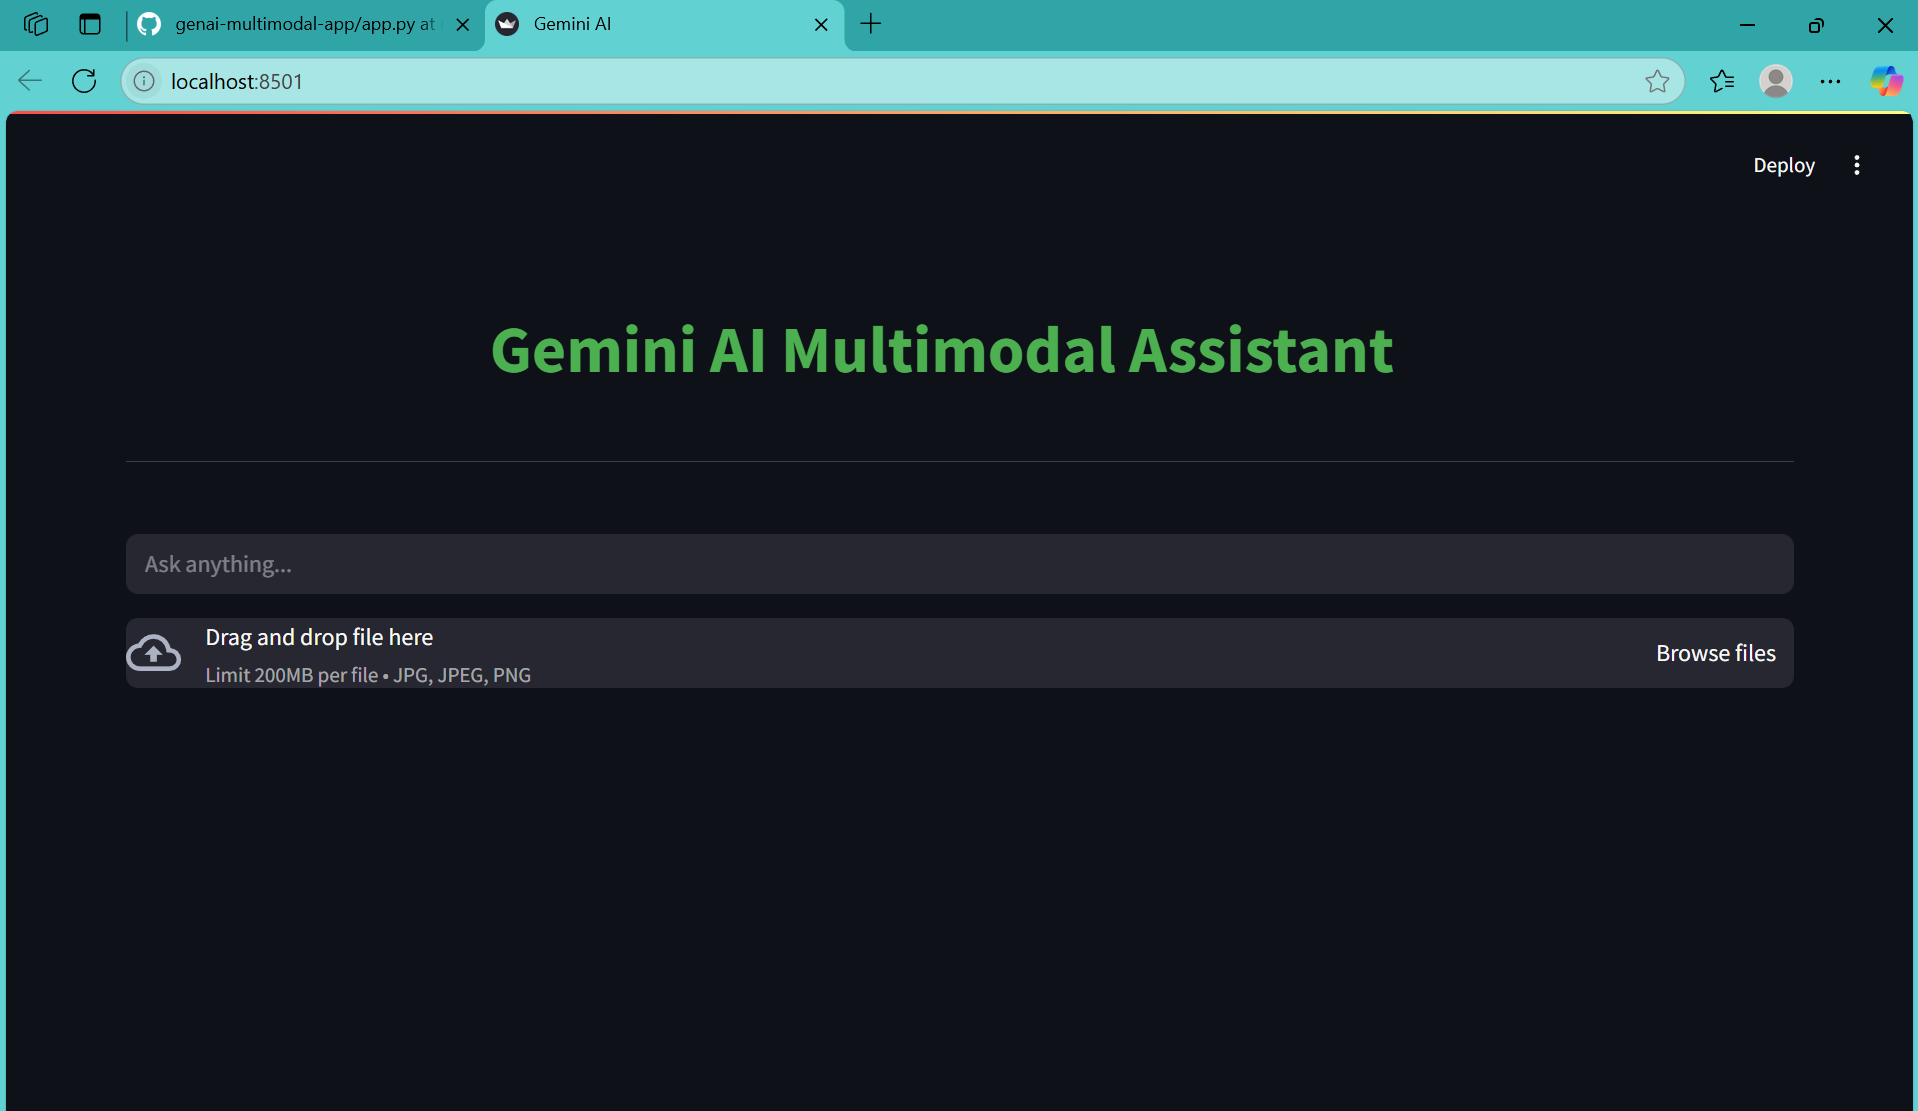 genai-multimodal-app/app.py at
Gemini AI
localhost:8501
Deploy
Gemini AI Multimodal Assistant
Ask anything...
Drag and drop file here
Limit 200MB per file • JPG, JPEG, PNG
Browse files